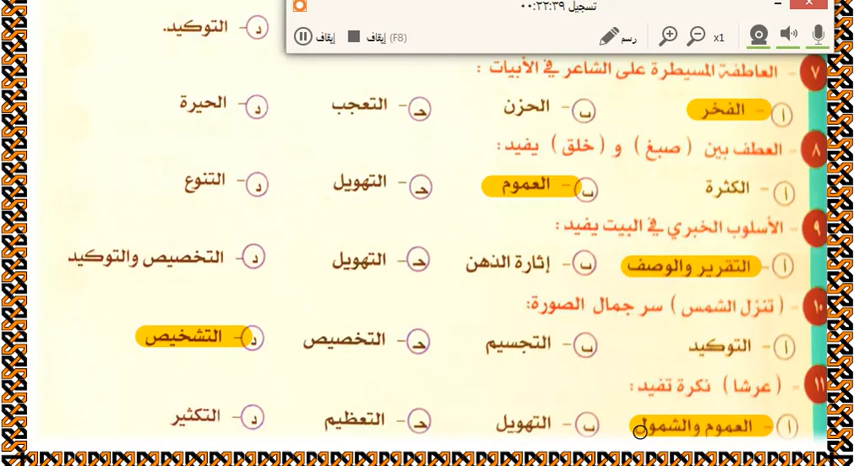 تسجيل ٠٠:٢٢:٣٩
إيقاف إيقاف (F8) رسم x1
د - التوكيد.
٧ - العاطفة المسيطرة على الشاعر في الأبيات :
أ - الفخر ب - الحزن جـ - التعجب د - الحيرة
٨ - العطف بين ( صبغ ) و ( خلق ) يفيد :
أ - الكثرة ب - العموم جـ - التهويل د - التنوع
٩ - الأسلوب الخبري في البيت يفيد :
أ - التقرير والوصف ب - إثارة الذهن جـ - التهويل د - التخصيص والتوكيد
١٠ - ( تنزل الشمس ) سر جمال الصورة:
أ - التوكيد ب - التجسيم جـ - التخصيص د - التشخيص
١١ - ( عرشا ) نكرة تفيد :
أ - العموم والشمول ب - التهويل جـ - التعظيم د - التكثير